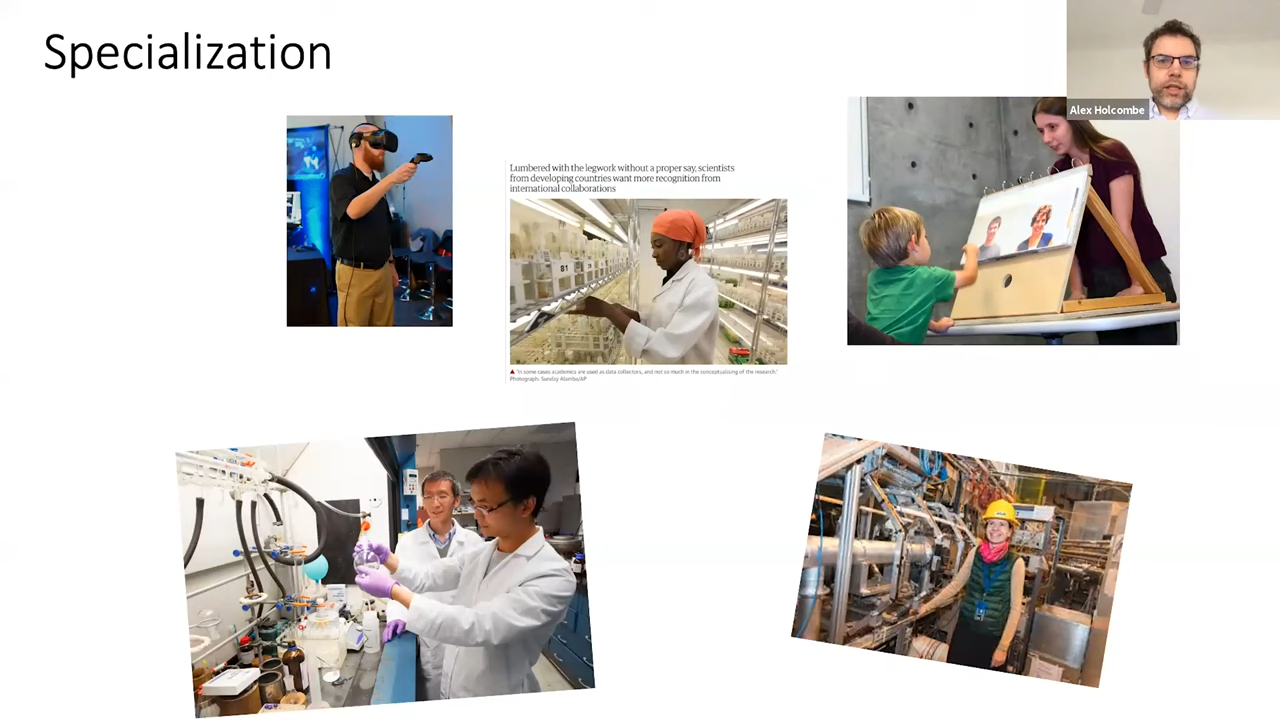 Specialization
Alex Holcombe
Lumbered with the legwork without a proper say, scientists
from developing countries want more recognition from
international collaborations
81
▲ "In some cases academics are used as data collectors, and not so much in the conceptualising of the research."
Photograph: Sunday Alamba/AP